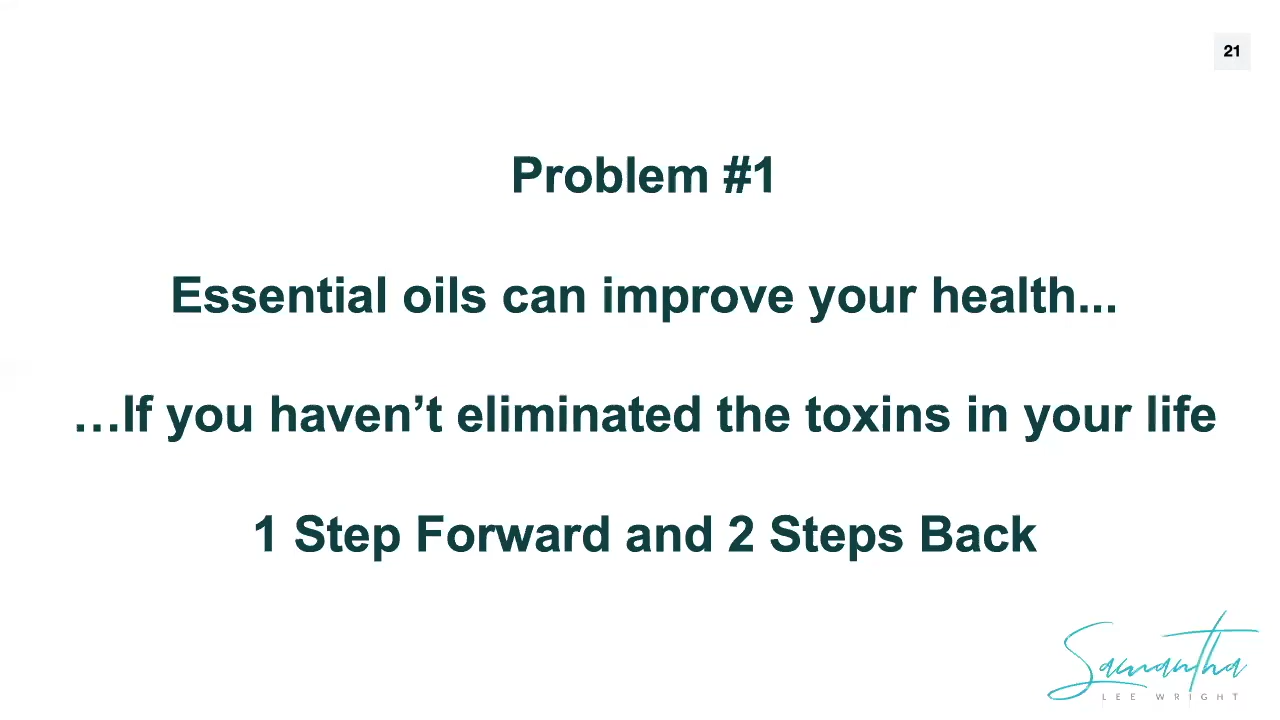 21
Problem #1
Essential oils can improve your health...
…If you haven’t eliminated the toxins in your life
1 Step Forward and 2 Steps Back
Samantha
LEE WRIGHT